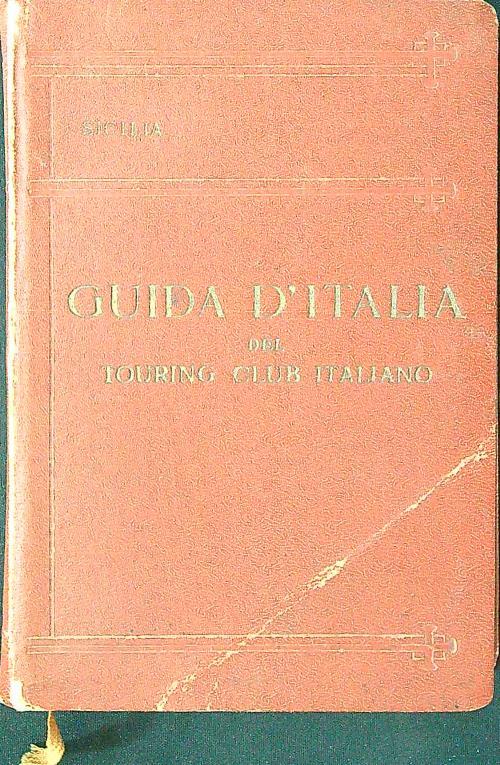 SICILIA
GUIDA D'ITALIA
DEL
TOURING CLUB ITALIANO